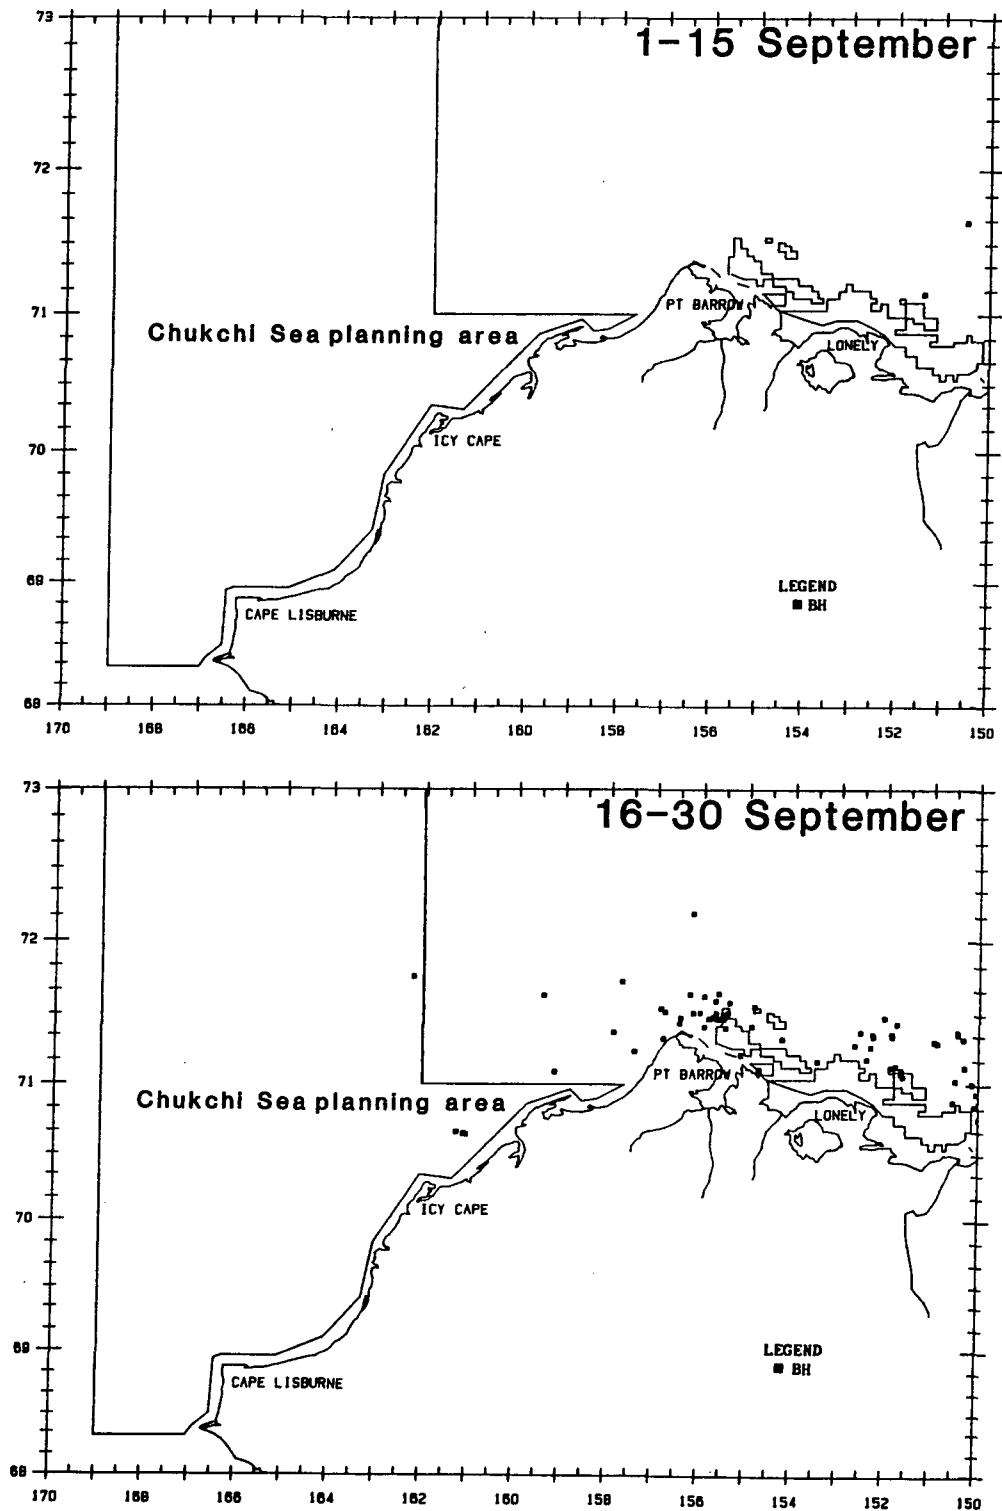 1-15 September
73
72
71
70
69
68
Chukchi Sea planning area
PT BARROW
LONELY
ICY CAPE
CAPE LISBURNE
LEGEND
BH
170 168 166 164 162 160 158 156 154 152 150
16-30 September
73
72
71
70
69
68
Chukchi Sea planning area
PT BARROW
LONELY
ICY CAPE
CAPE LISBURNE
LEGEND
BH
170 168 166 164 162 160 158 156 154 152 150